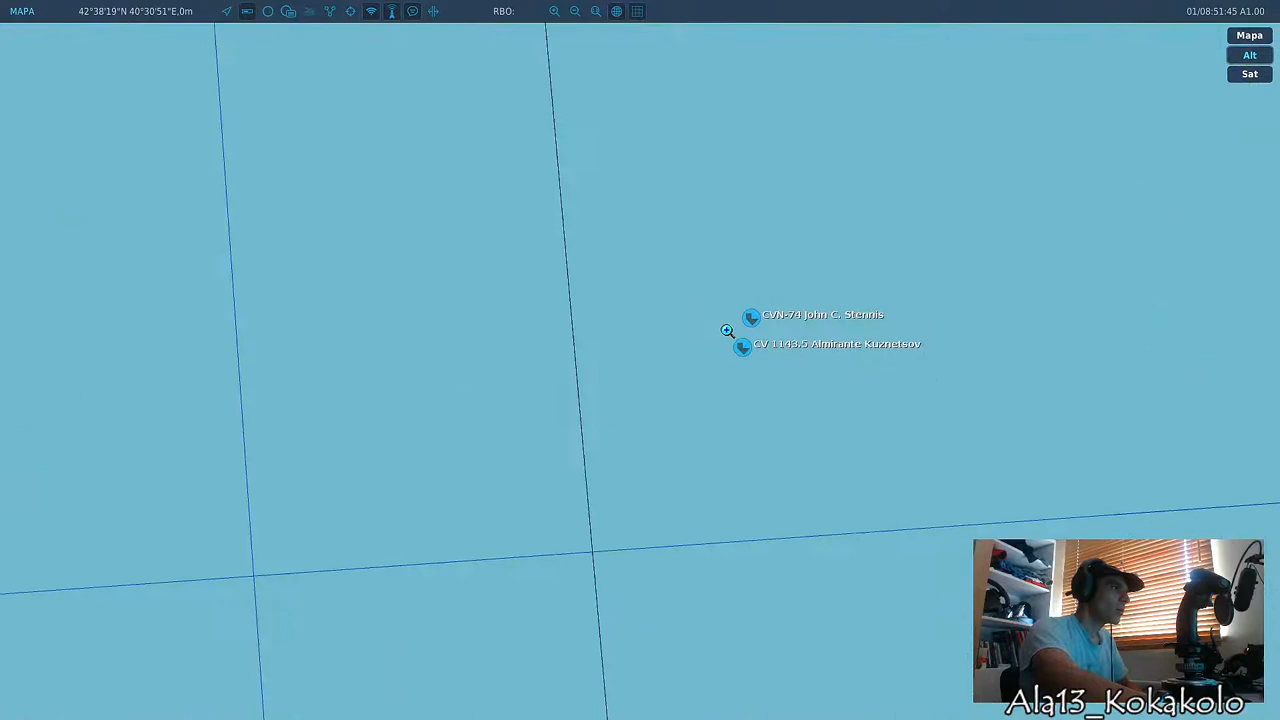 MAPA 42°38'19"N 40°30'51"E,0m RBO: 01/08:51:45 A1.00
Mapa
Alt
Sat
CVN-74 John C. Stennis
CV 1143.5 Almirante Kuznetsov
Ala13_Kokakolo